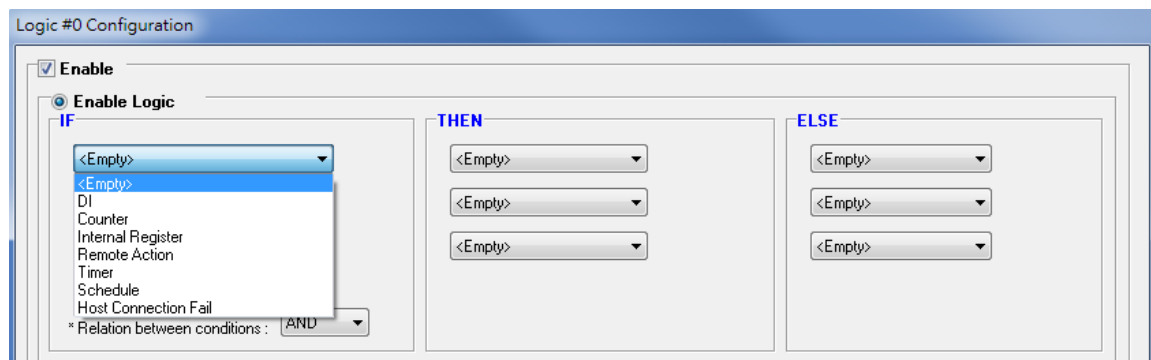 Logic #0 Configuration
Enable
Enable Logic
IF
THEN
ELSE
<Empty>
<Empty>
<Empty>
<Empty>
DI
Counter
Internal Register
Remote Action
Timer
Schedule
Host Connection Fail
<Empty>
<Empty>
<Empty>
<Empty>
* Relation between conditions : AND